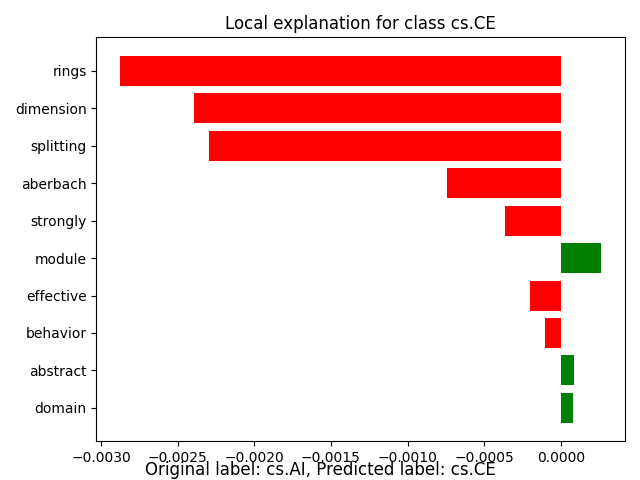 Local explanation for class cs.CE
rings
dimension
splitting
aberbach
strongly
module
effective
behavior
abstract
domain
−0.0030 −0.0025 −0.0020 −0.0015 −0.0010 −0.0005 0.0000
Original label: cs.AI, Predicted label: cs.CE